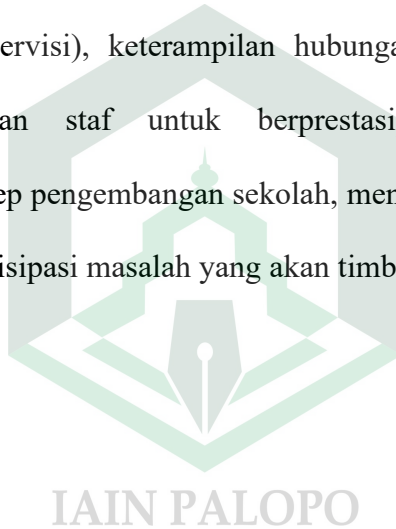 ervisi), keterampilan hubunga
an staf untuk berprestasi
ep pengembangan sekolah, men
isipasi masalah yang akan timb
IAIN PALOPO